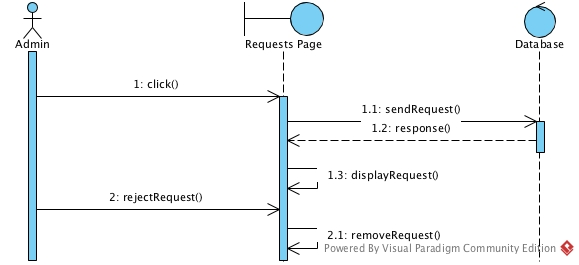 Admin
Requests Page
Database
1: click()
1.1: sendRequest()
1.2: response()
1.3: displayRequest()
2: rejectRequest()
2.1: removeRequest()
Powered By Visual Paradigm Community Edition